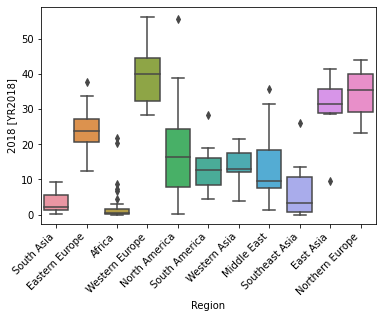 2018 [YR2018]
50
40
30
20
10
0
South Asia
Eastern Europe
Africa
Western Europe
North America
South America
Western Asia
Middle East
Southeast Asia
East Asia
Northern Europe
Region